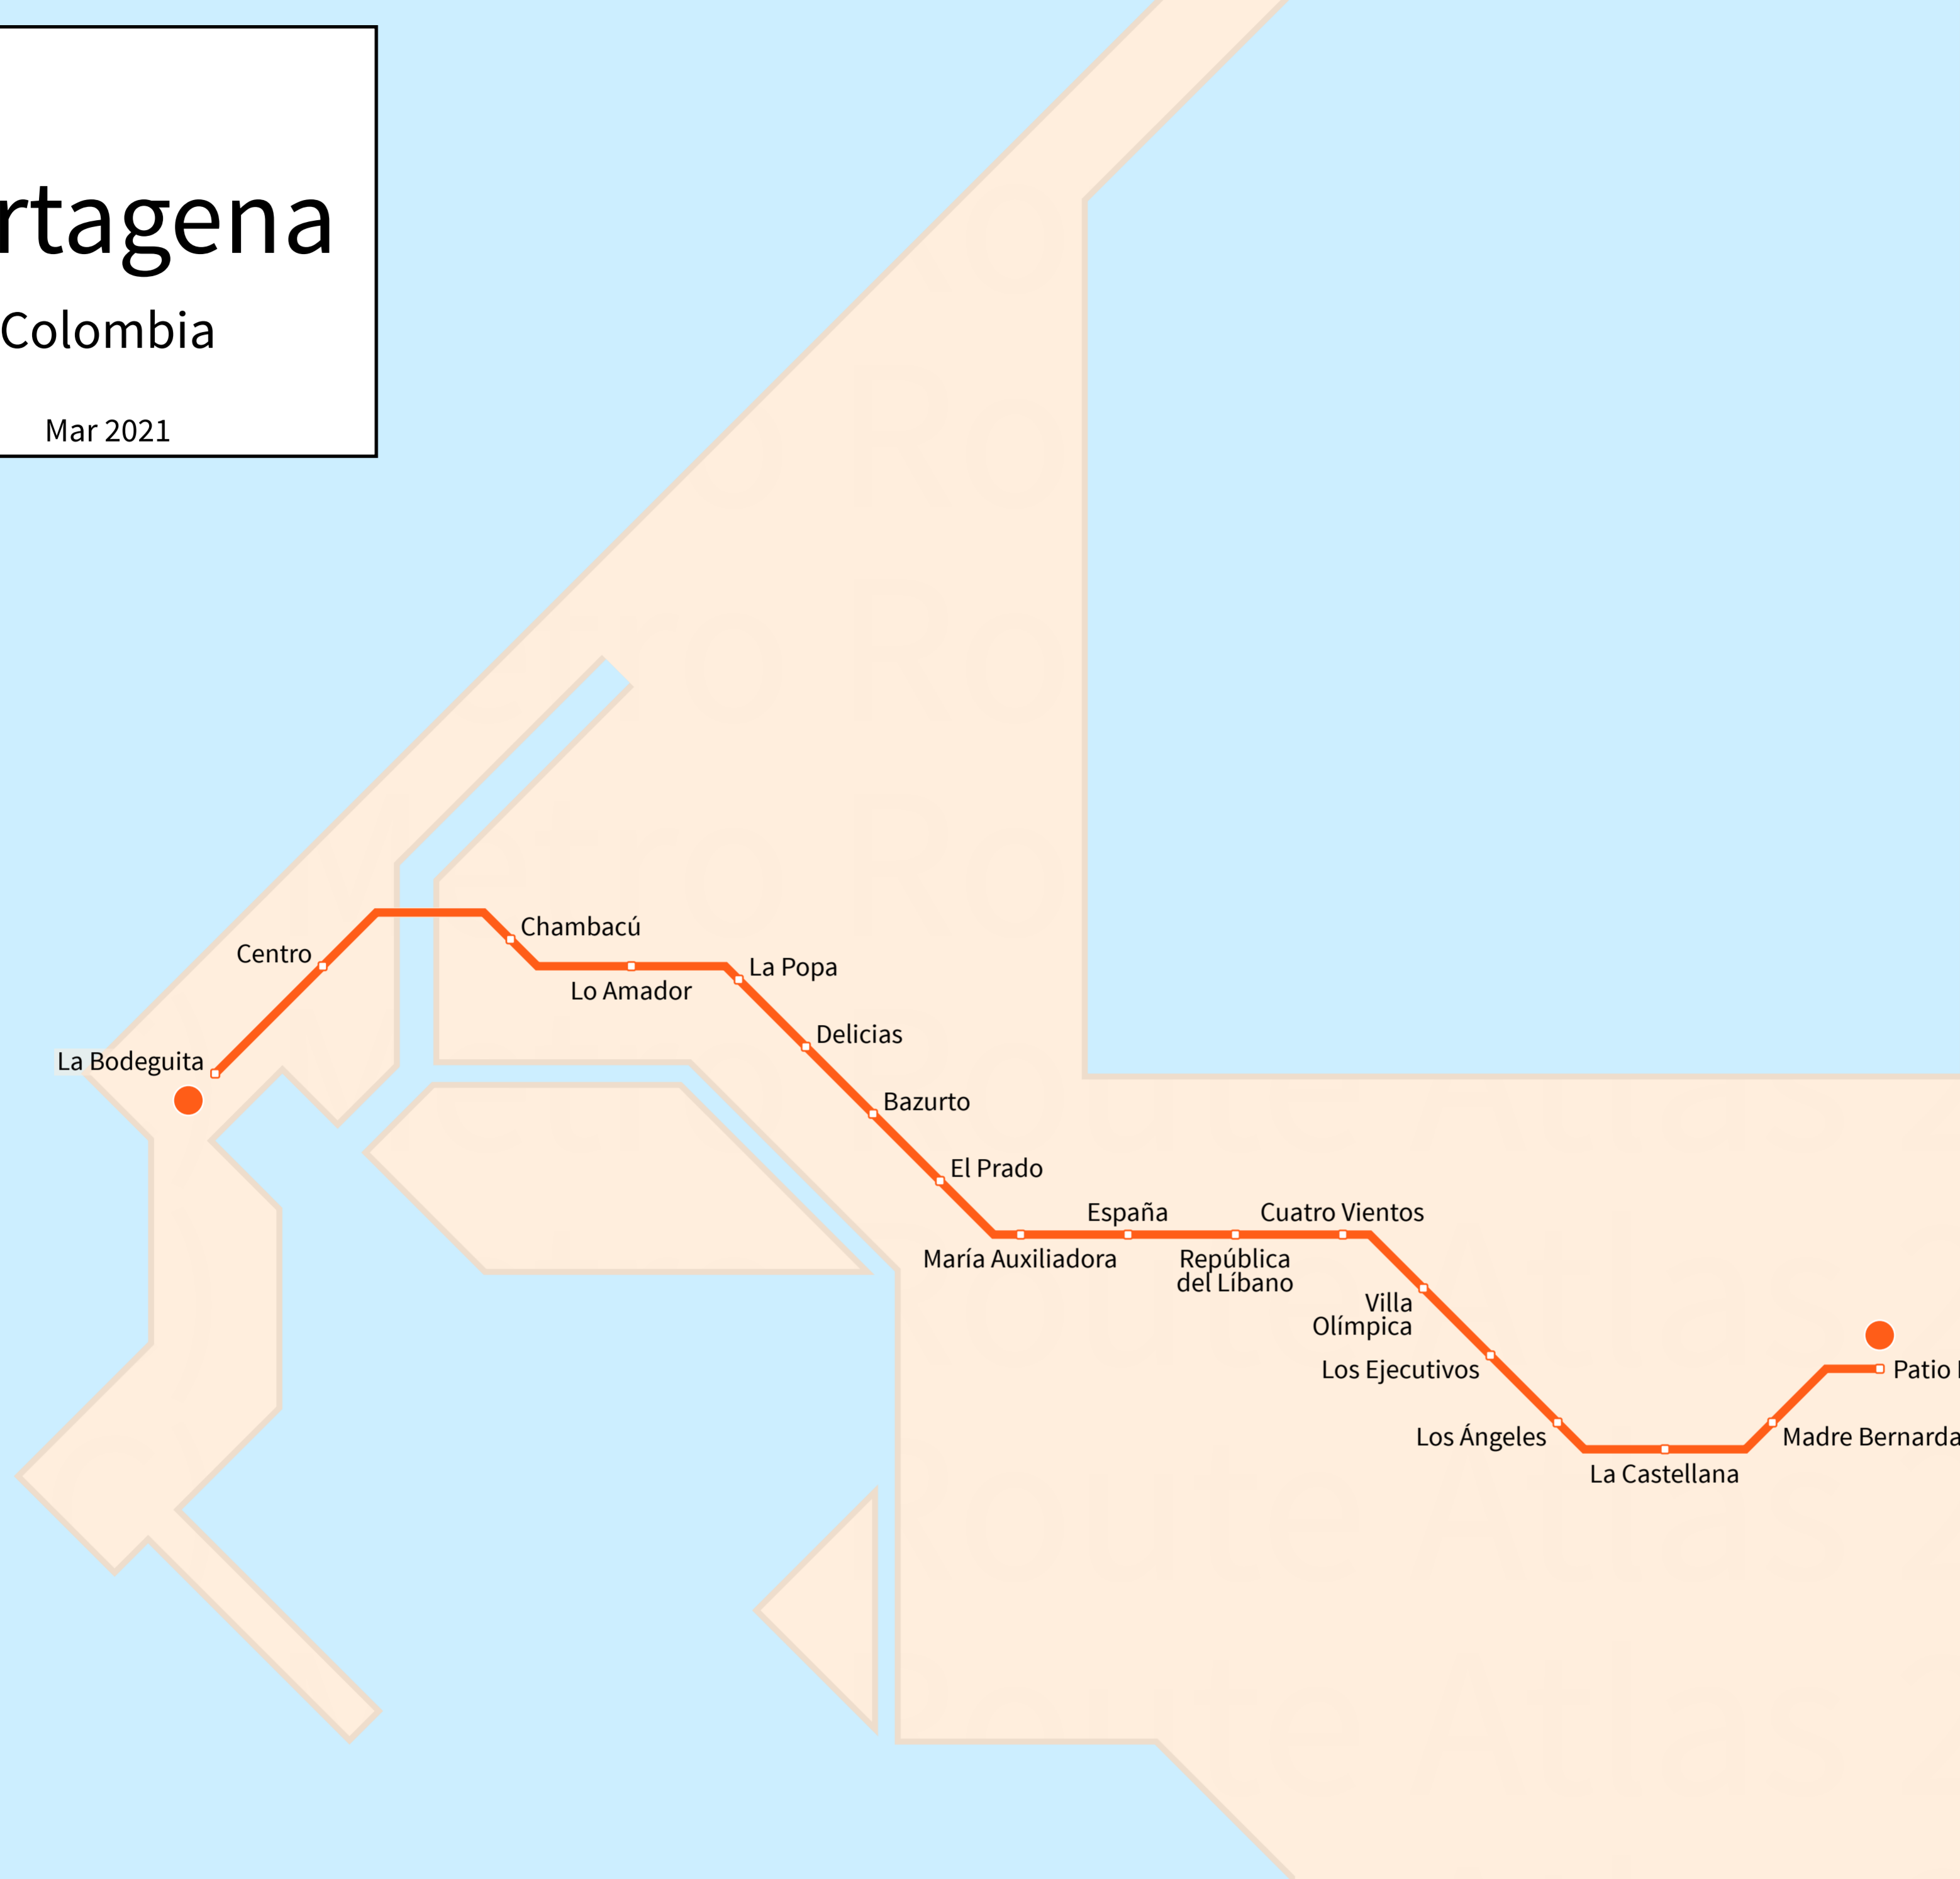 rtagena
Colombia
Mar 2021
Chambacú
Centro
La Popa
Lo Amador
Delicias
La Bodeguita
Bazurto
El Prado
España
Cuatro Vientos
María Auxiliadora
República
del Líbano
Villa
Olímpica
Los Ejecutivos
Patio
Los Ángeles
Madre Bernarda
La Castellana